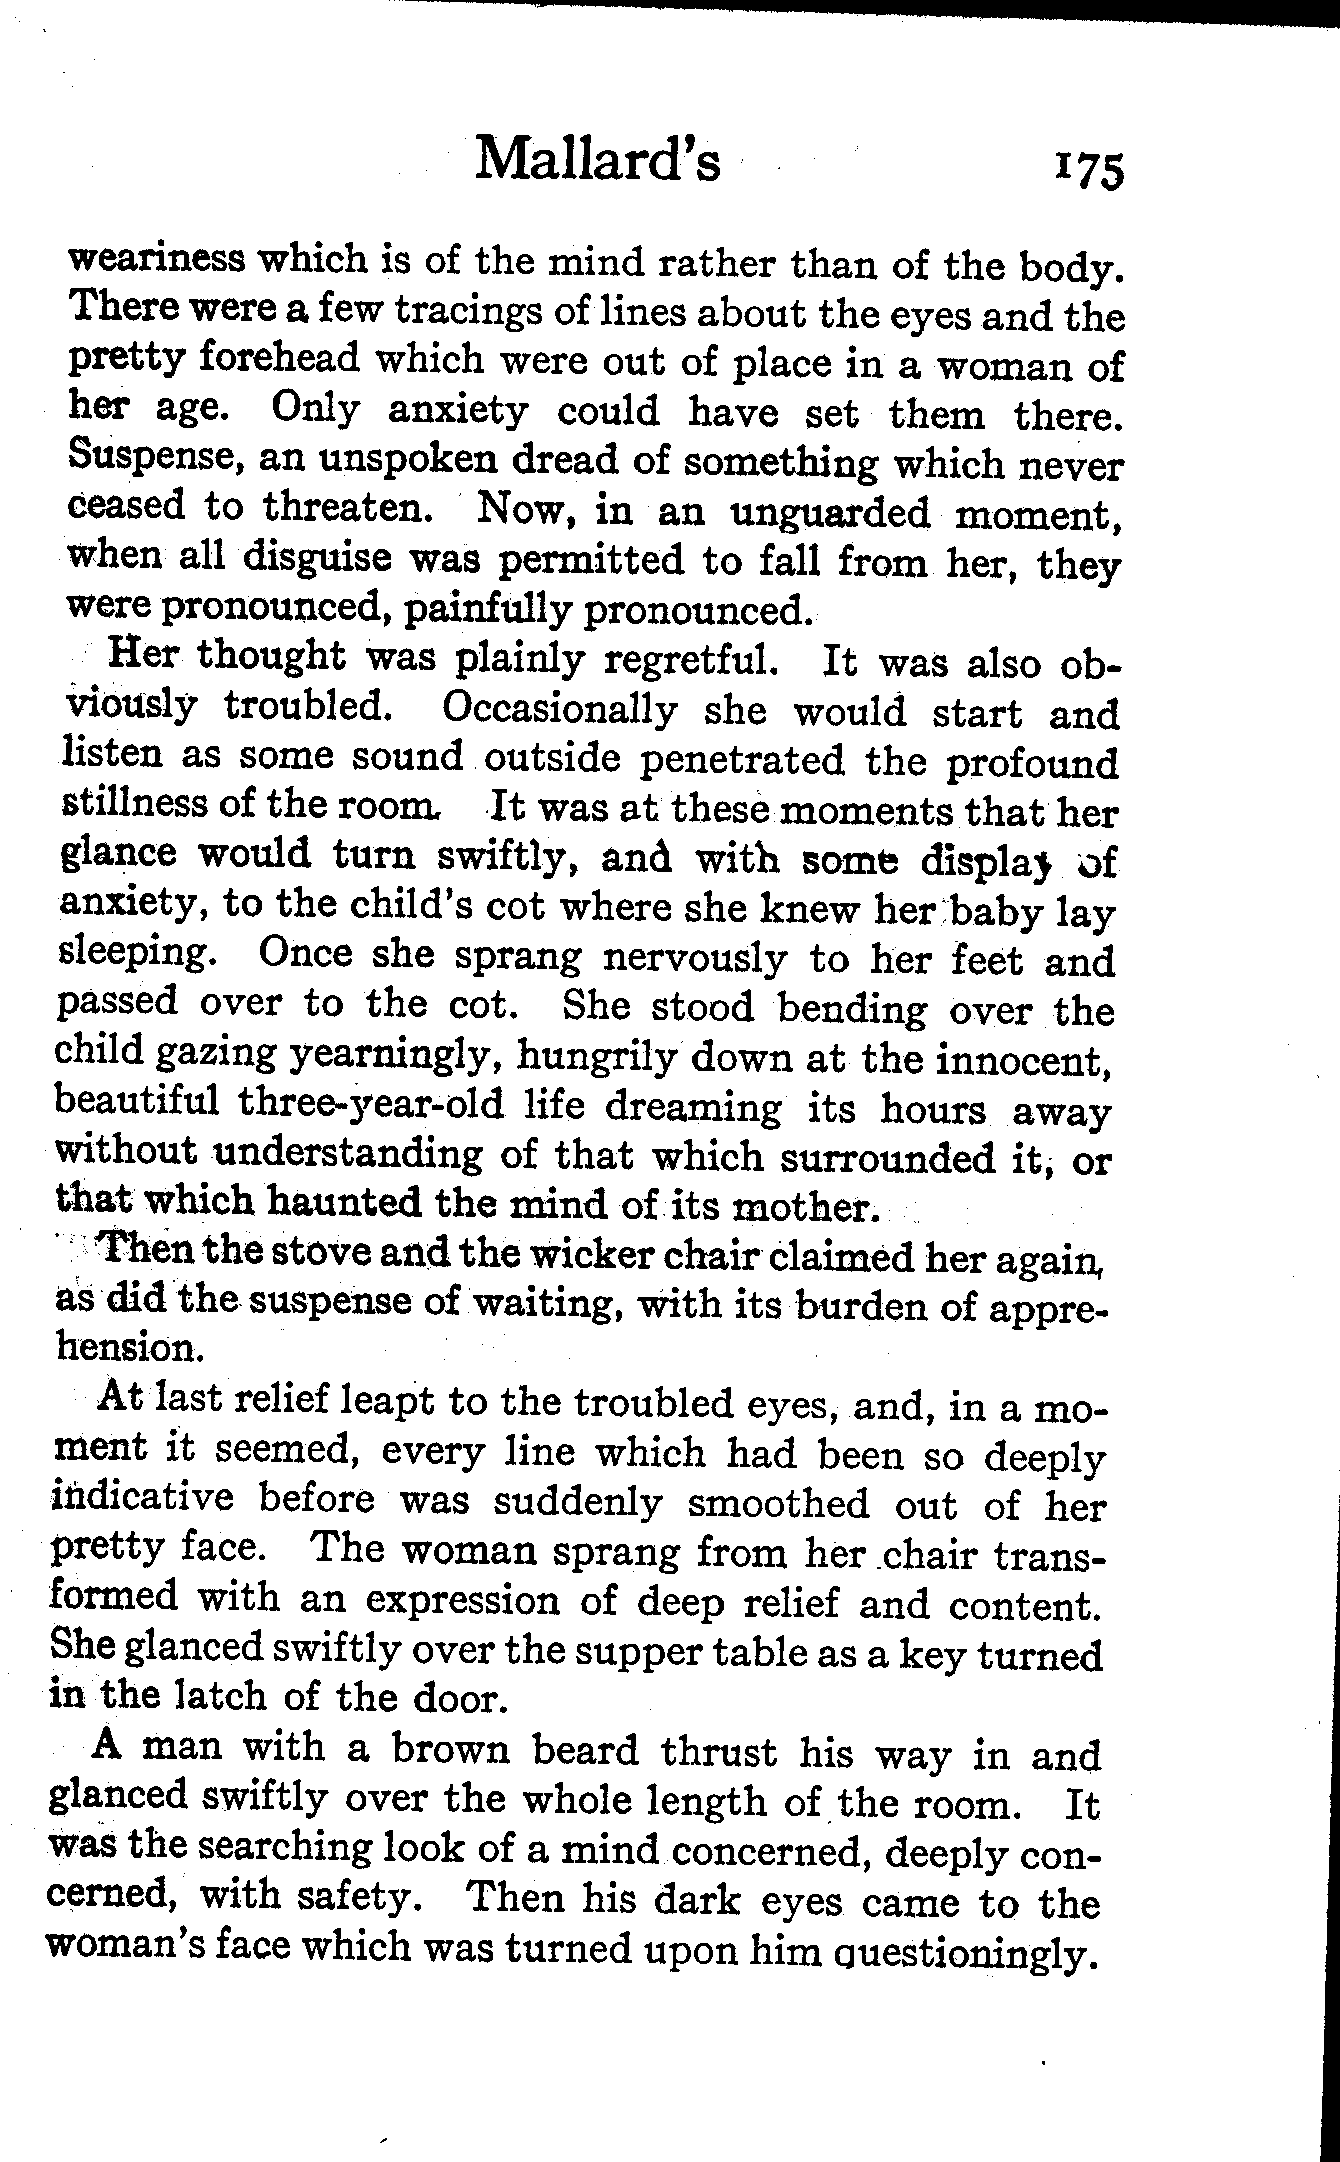 Mallard's 175
weariness which is of the mind rather than of the body.
There were a few tracings of lines about the eyes and the
pretty forehead which were out of place in a woman of
her age. Only anxiety could have set them there.
Suspense, an unspoken dread of something which never
ceased to threaten. Now, in an unguarded moment,
when all disguise was permitted to fall from her, they
were pronounced, painfully pronounced.
Her thought was plainly regretful. It was also ob-
viously troubled. Occasionally she would start and
listen as some sound outside penetrated the profound
stillness of the room. It was at these moments that her
glance would turn swiftly, and with some display of
anxiety, to the child's cot where she knew her baby lay
sleeping. Once she sprang nervously to her feet and
passed over to the cot. She stood bending over the
child gazing yearningly, hungrily down at the innocent,
beautiful three-year-old life dreaming its hours away
without understanding of that which surrounded it, or
that which haunted the mind of its mother.
Then the stove and the wicker chair claimed her again,
as did the suspense of waiting, with its burden of appre-
hension.
At last relief leapt to the troubled eyes, and, in a mo-
ment it seemed, every line which had been so deeply
indicative before was suddenly smoothed out of her
pretty face. The woman sprang from her chair trans-
formed with an expression of deep relief and content.
She glanced swiftly over the supper table as a key turned
in the latch of the door.
A man with a brown beard thrust his way in and
glanced swiftly over the whole length of the room. It
was the searching look of a mind concerned, deeply con-
cerned, with safety. Then his dark eyes came to the
woman's face which was turned upon him questioningly.